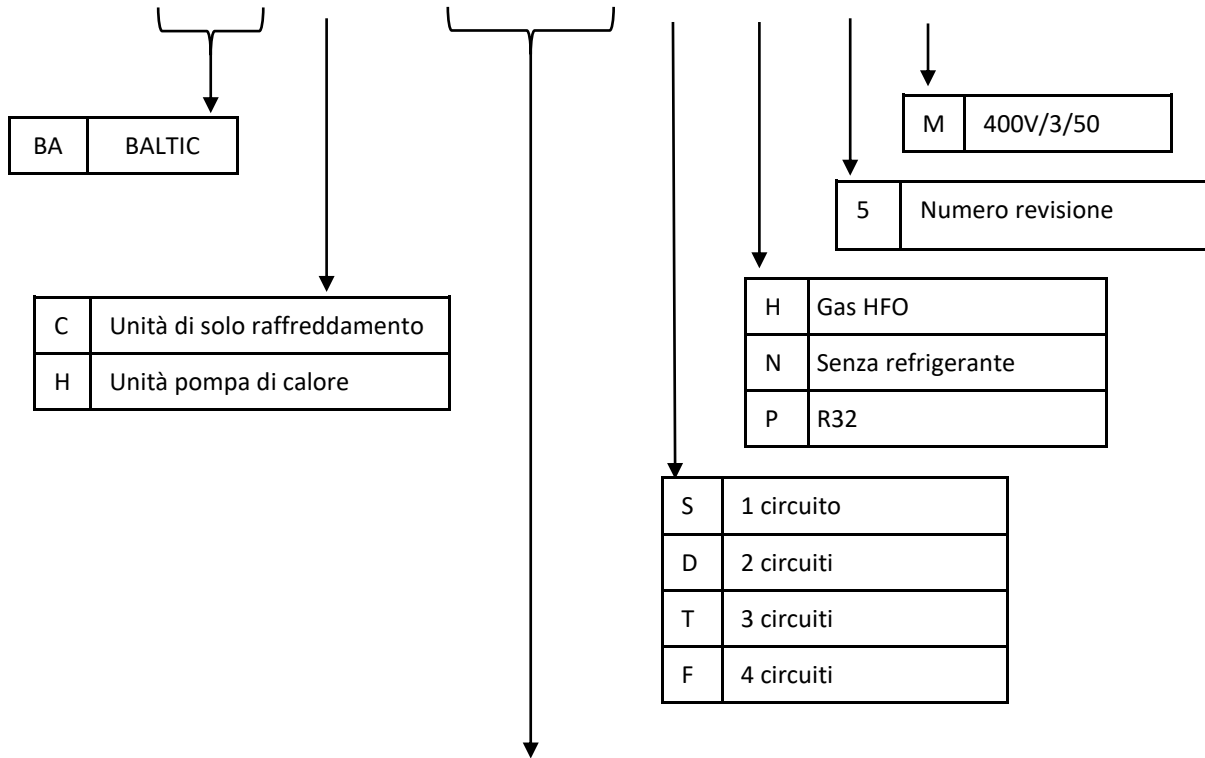 BA BALTIC
M 400V/3/50
5 Numero revisione
C Unità di solo raffreddamento
H Unità pompa di calore
H Gas HFO
N Senza refrigerante
P R32
S 1 circuito
D 2 circuiti
T 3 circuiti
F 4 circuiti